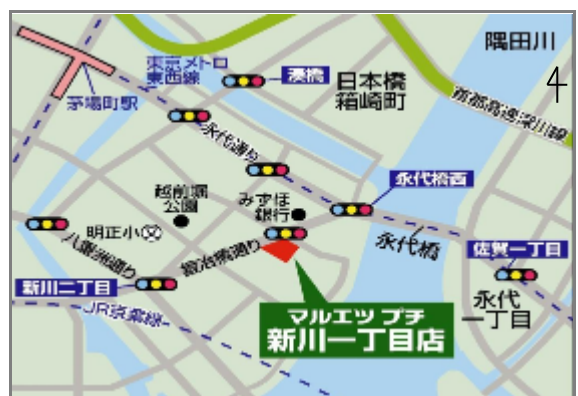 隅田川
東京メトロ
東西線
湊橋
日本橋
箱崎町
4
首都高速深川線
茅場町駅
永代通り
越前堀
公園
みずほ
銀行
永代橋西
明正小
文
八重洲通り
鍛冶橋通り
永代橋
佐賀一丁目
新川二丁目
JR京葉線
マルエツ プチ
新川一丁目店
永代
一丁目